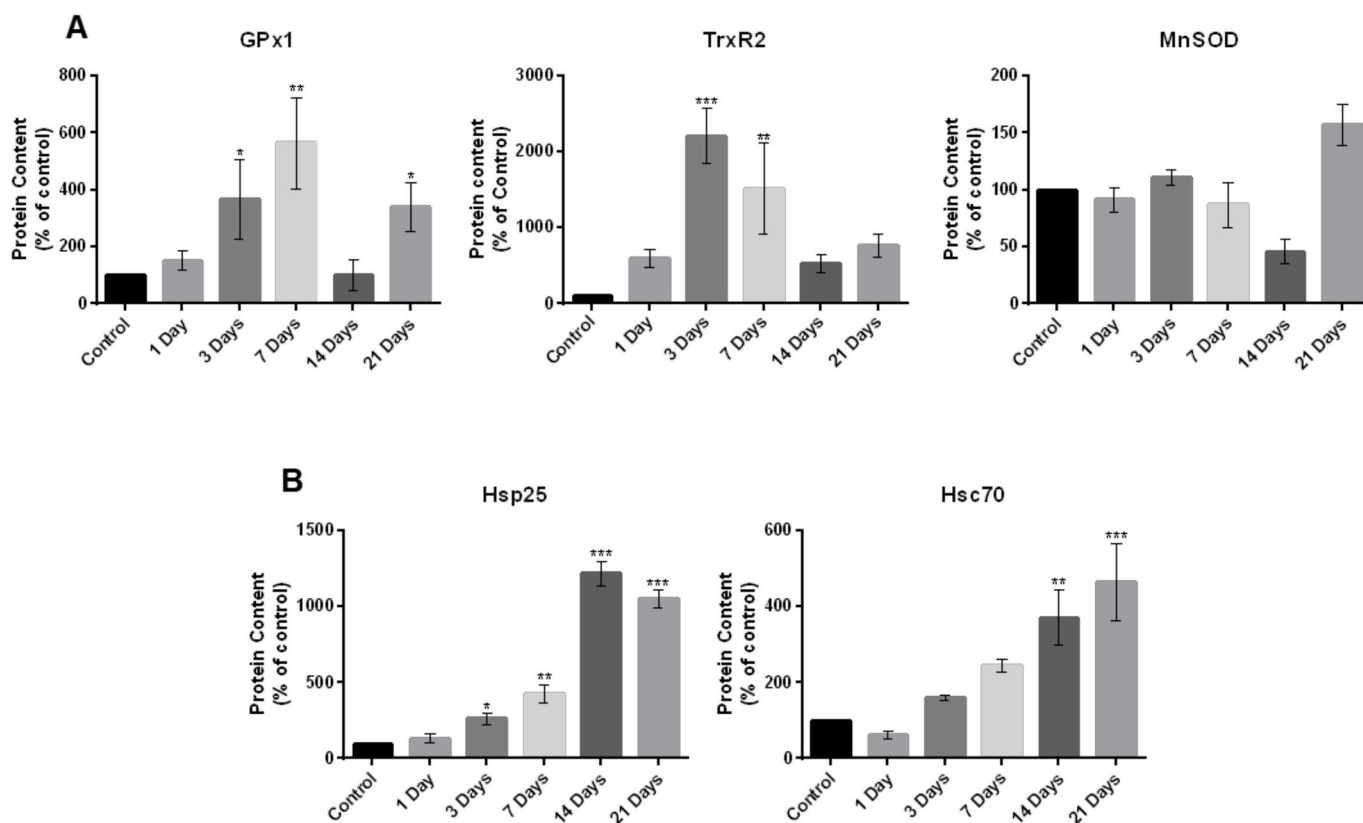 A
GPx1
Protein Content
(% of control)
800
600
400
200
0
*
**
*
Control
1 Day
3 Days
7 Days
14 Days
21 Days
TrxR2
Protein content
(% of Control)
3000
2000
1000
0
***
**
Control
1 Day
3 Days
7 Days
14 Days
21 Days
MnSOD
Protein Content
(% of control)
200
150
100
50
0
Control
1 Day
3 Days
7 Days
14 Days
21 Days
B
Hsp25
Protein Content
(% of control)
1500
1000
500
0
*
**
***
***
Control
1 Day
3 Days
7 Days
14 Days
21 Days
Hsc70
Protein Content
(% of control)
600
400
200
0
**
***
Control
1 Day
3 Days
7 Days
14 Days
21 Days